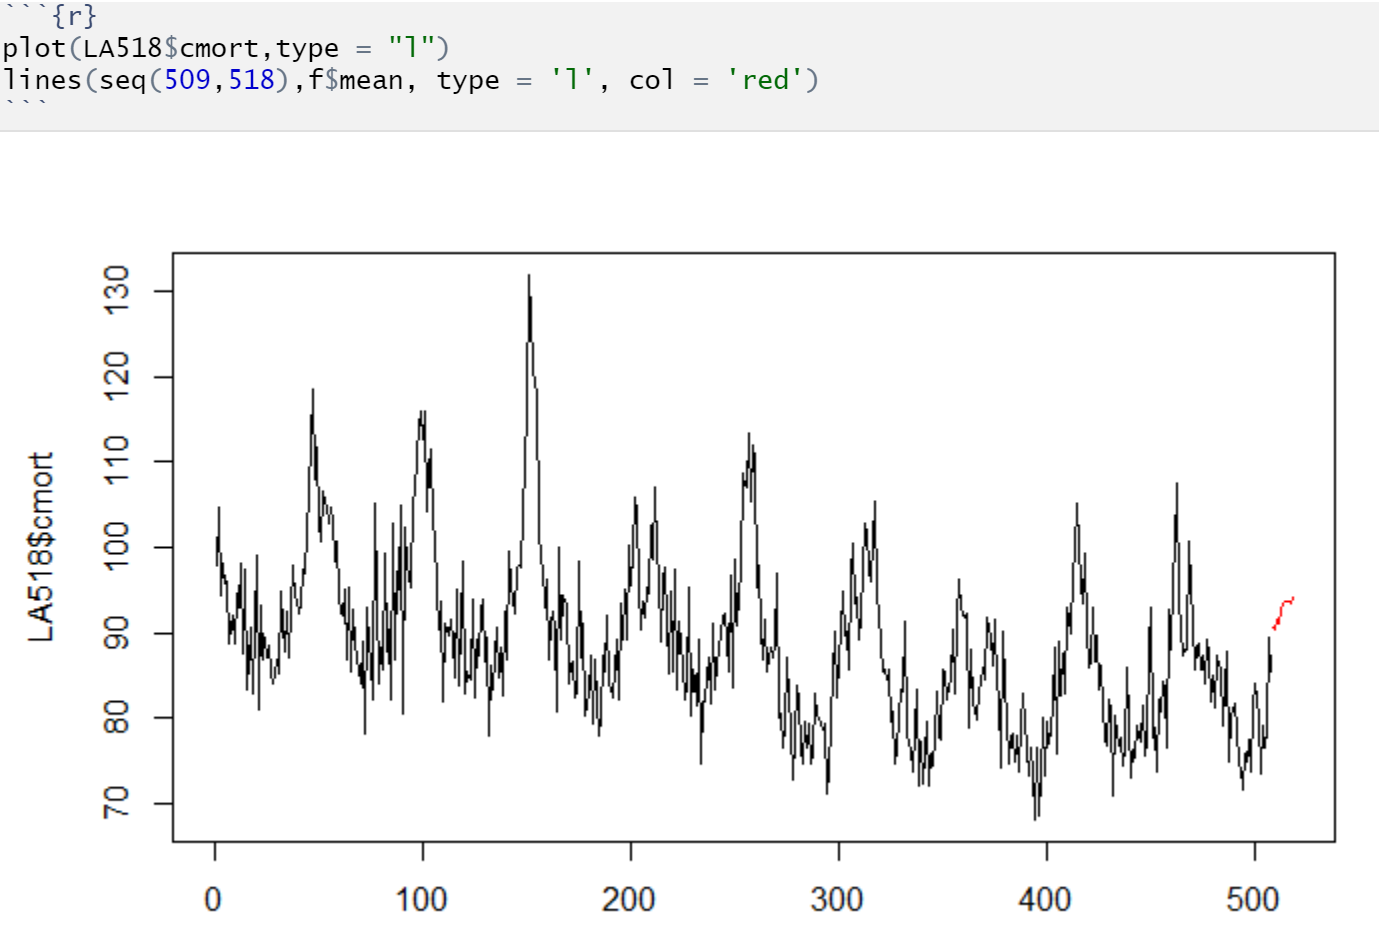 ```{r}
plot(LA518$cmort,type = "l")
lines(seq(509,518),f$mean, type = 'l', col = 'red')
```
130
120
110
100
90
80
70
LA518$cmort
0 100 200 300 400 500